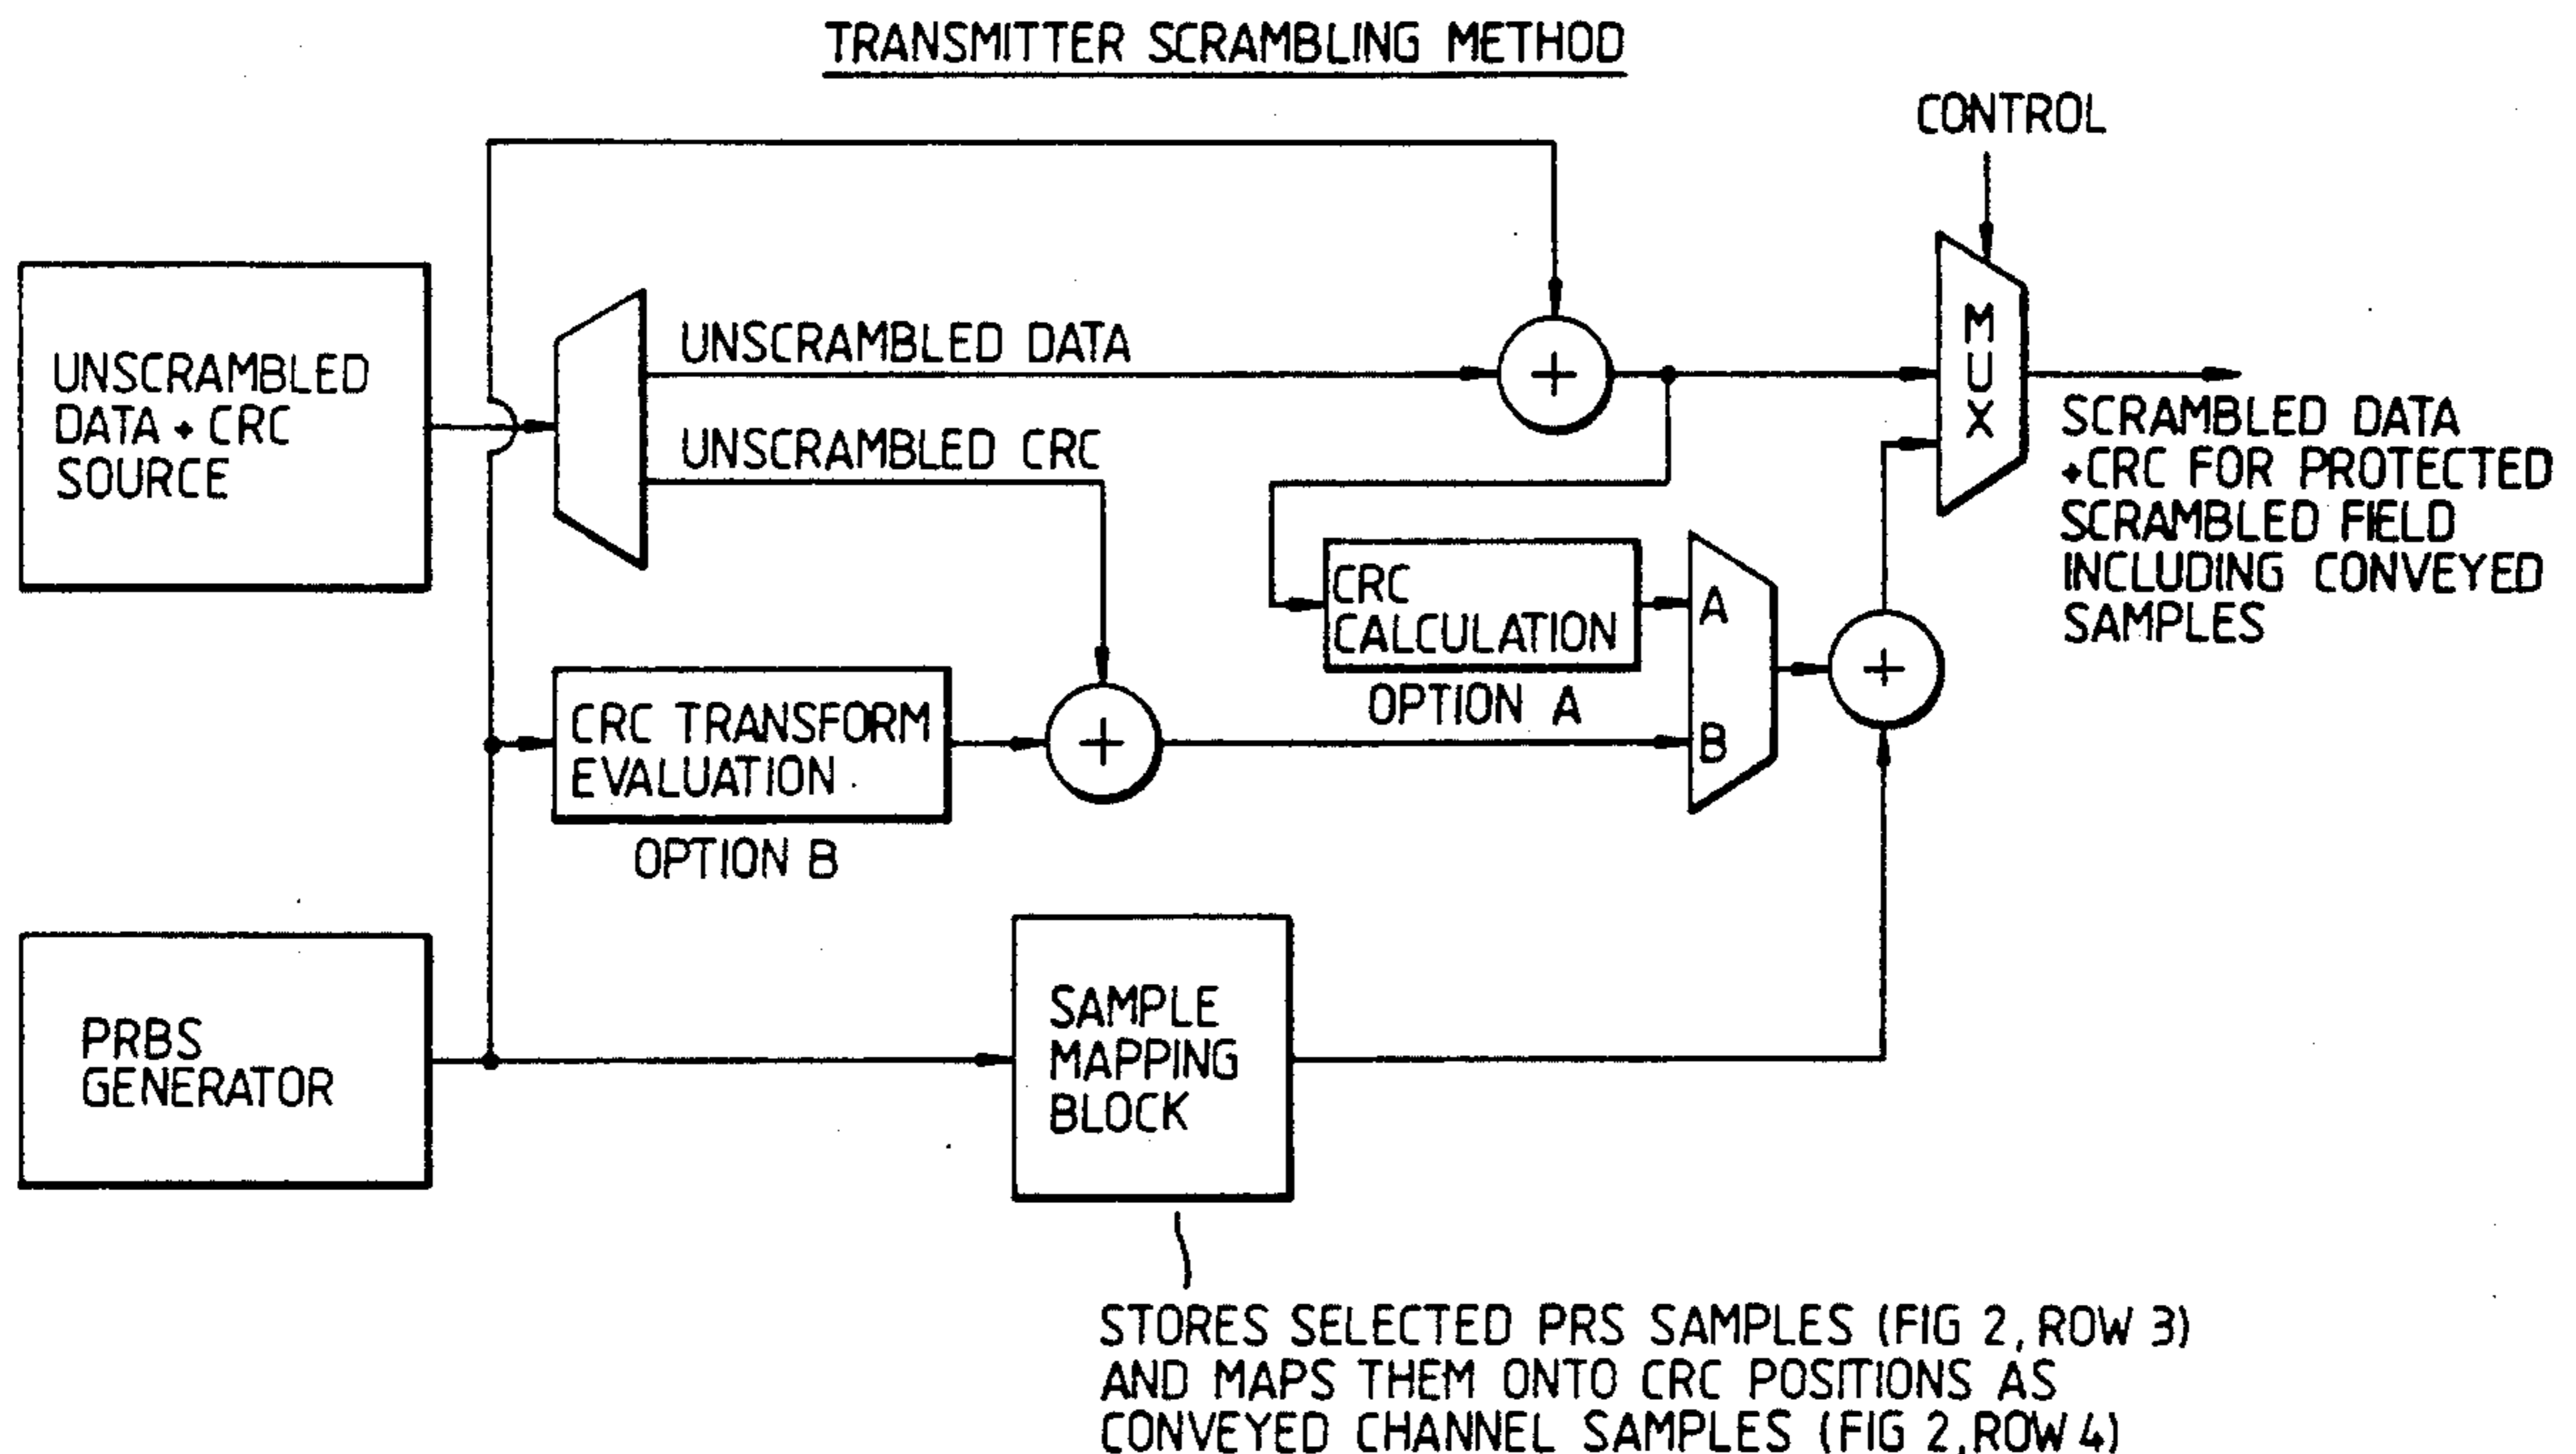 TRANSMITTER SCRAMBLING METHOD
CONTROL
UNSCRAMBLED
DATA + CRC
SOURCE
UNSCRAMBLED DATA
UNSCRAMBLED CRC
+
MUX
SCRAMBLED DATA
+CRC FOR PROTECTED
SCRAMBLED FIELD
INCLUDING CONVEYED
SAMPLES
CRC
CALCULATION
OPTION A
A
B
+
CRC TRANSFORM
EVALUATION
OPTION B
+
PRBS
GENERATOR
SAMPLE
MAPPING
BLOCK
STORES SELECTED PRS SAMPLES (FIG 2, ROW 3)
AND MAPS THEM ONTO CRC POSITIONS AS
CONVEYED CHANNEL SAMPLES (FIG 2, ROW 4)